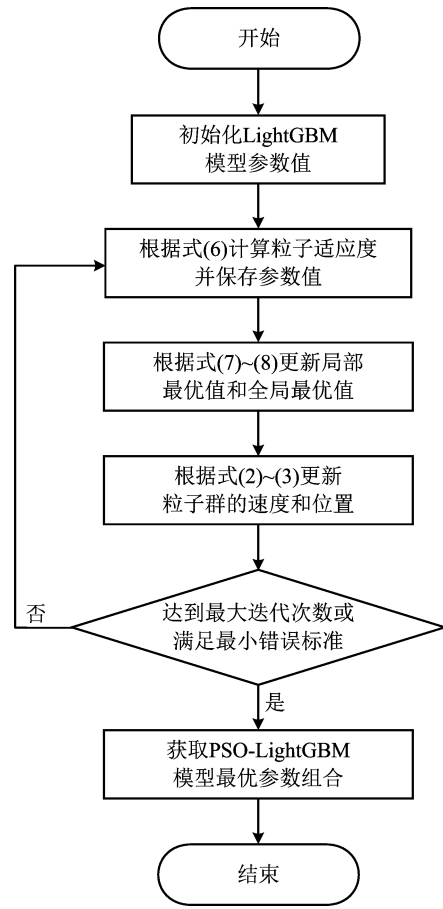 开始
初始化LightGBM
模型参数值
根据式(6)计算粒子适应度
并保存参数值
根据式(7)~(8)更新局部
最优值和全局最优值
根据式(2)~(3)更新
粒子群的速度和位置
达到最大迭代次数或
满足最小错误标准
否
是
获取PSO-LightGBM
模型最优参数组合
结束